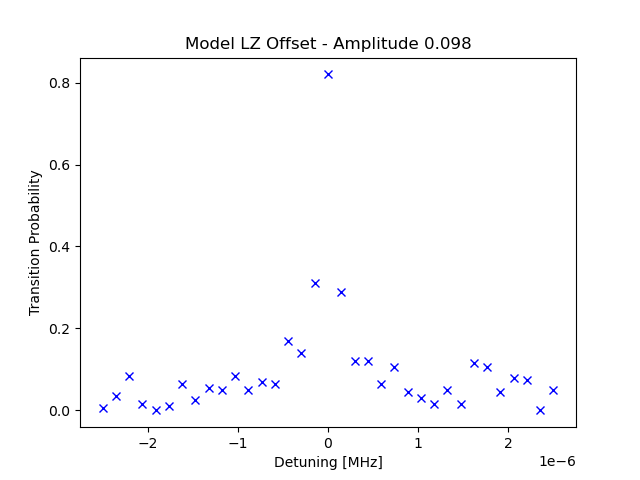 Model LZ Offset - Amplitude 0.098
Transition Probability
0.8
0.6
0.4
0.2
0.0
−2
−1
0
1
2
1e−6
Detuning [MHz]